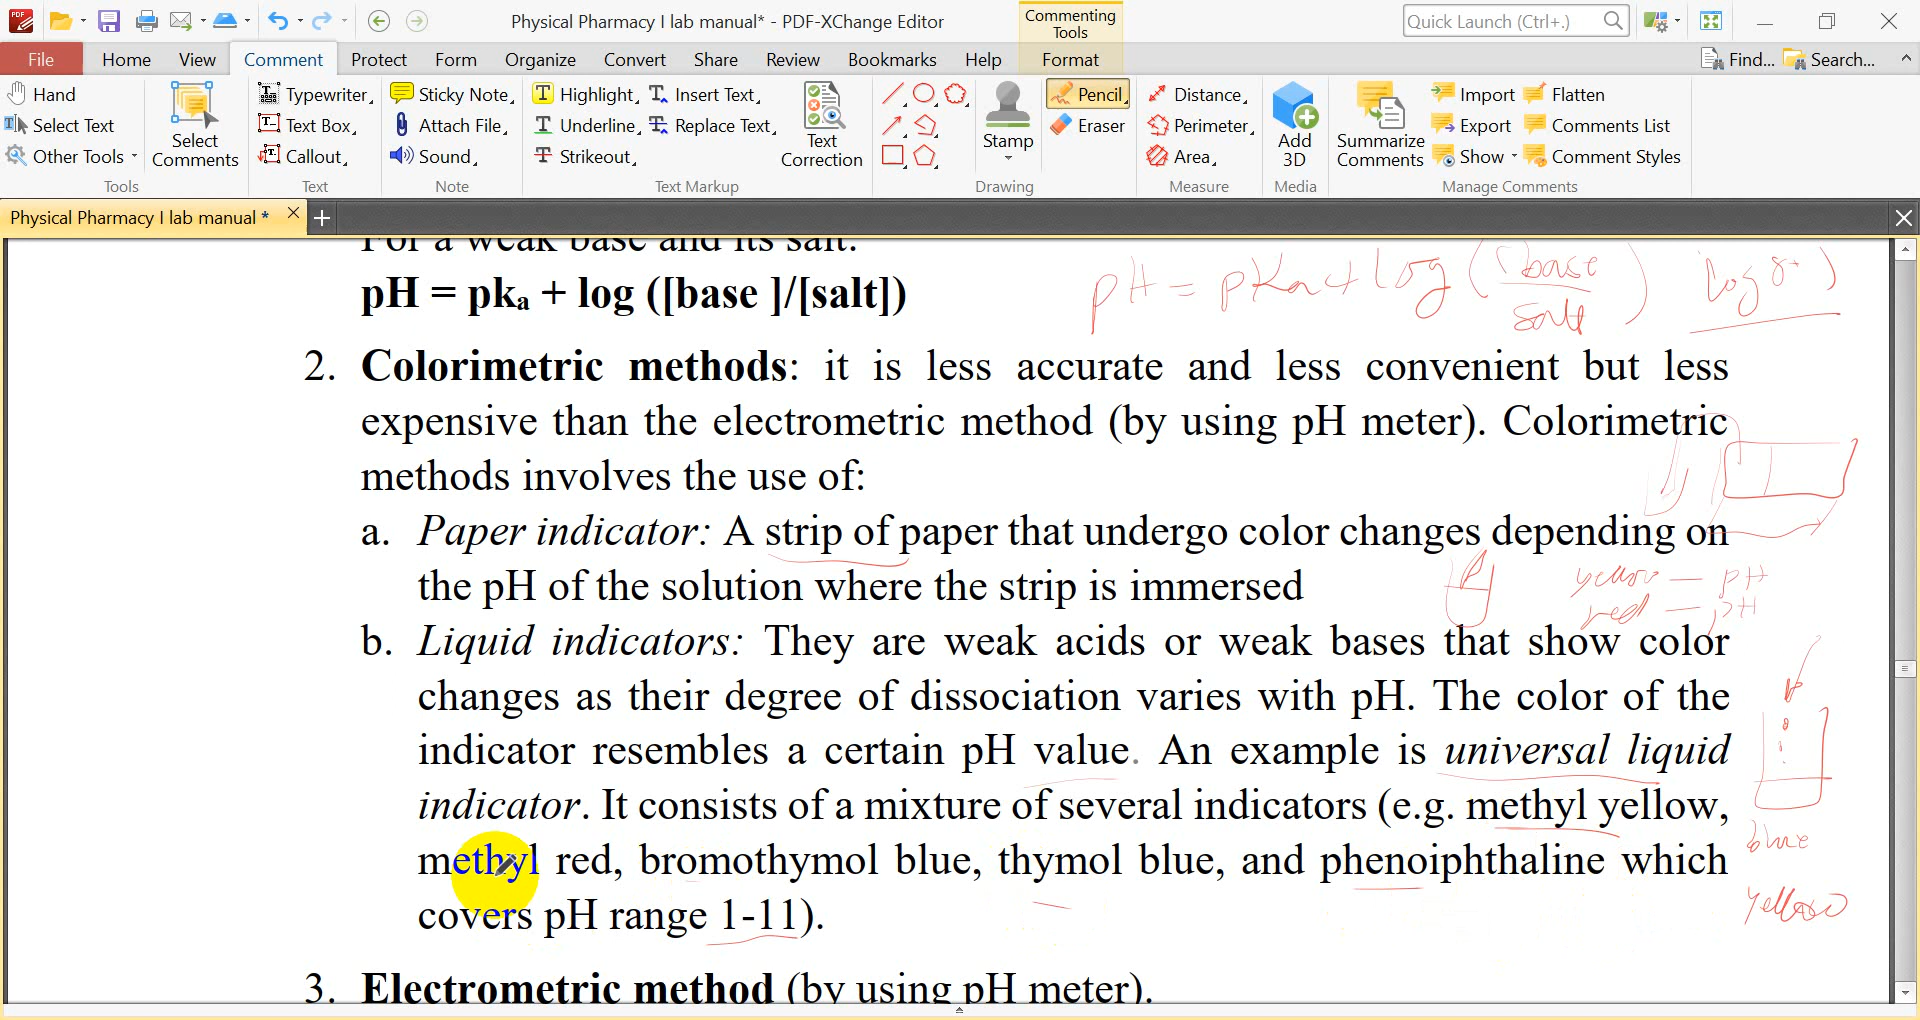 Physical Pharmacy I lab manual* - PDF-XChange Editor
Commenting Tools
Quick Launch (Ctrl+.)
File Home View Comment Protect Form Organize Convert Share Review Bookmarks Help Format Find... Search...
Hand
Select Text
Other Tools
Select Comments
Tools
Typewriter
Text Box
Callout
Text
Sticky Note
Attach File
Sound
Note
Highlight
Underline
Strikeout
Insert Text
Replace Text
Text Correction
Text Markup
Stamp
Pencil
Eraser
Drawing
Distance
Perimeter
Area
Measure
Add 3D
Media
Summarize Comments
Import
Export
Show
Flatten
Comments List
Comment Styles
Manage Comments
Physical Pharmacy I lab manual *
For a weak base and its salt:
pH = pkₐ + log ([base ]/[salt])
pH = pKa + log (base / salt)
2. Colorimetric methods: it is less accurate and less convenient but less
expensive than the electrometric method (by using pH meter). Colorimetric
methods involves the use of:
a. Paper indicator: A strip of paper that undergo color changes depending on
the pH of the solution where the strip is immersed
yellow — pH
red — pH
b. Liquid indicators: They are weak acids or weak bases that show color
changes as their degree of dissociation varies with pH. The color of the
indicator resembles a certain pH value. An example is universal liquid
indicator. It consists of a mixture of several indicators (e.g. methyl yellow,
methyl red, bromothymol blue, thymol blue, and phenoiphthaline which
covers pH range 1-11).
blue
yellow
3. Electrometric method (by using pH meter).